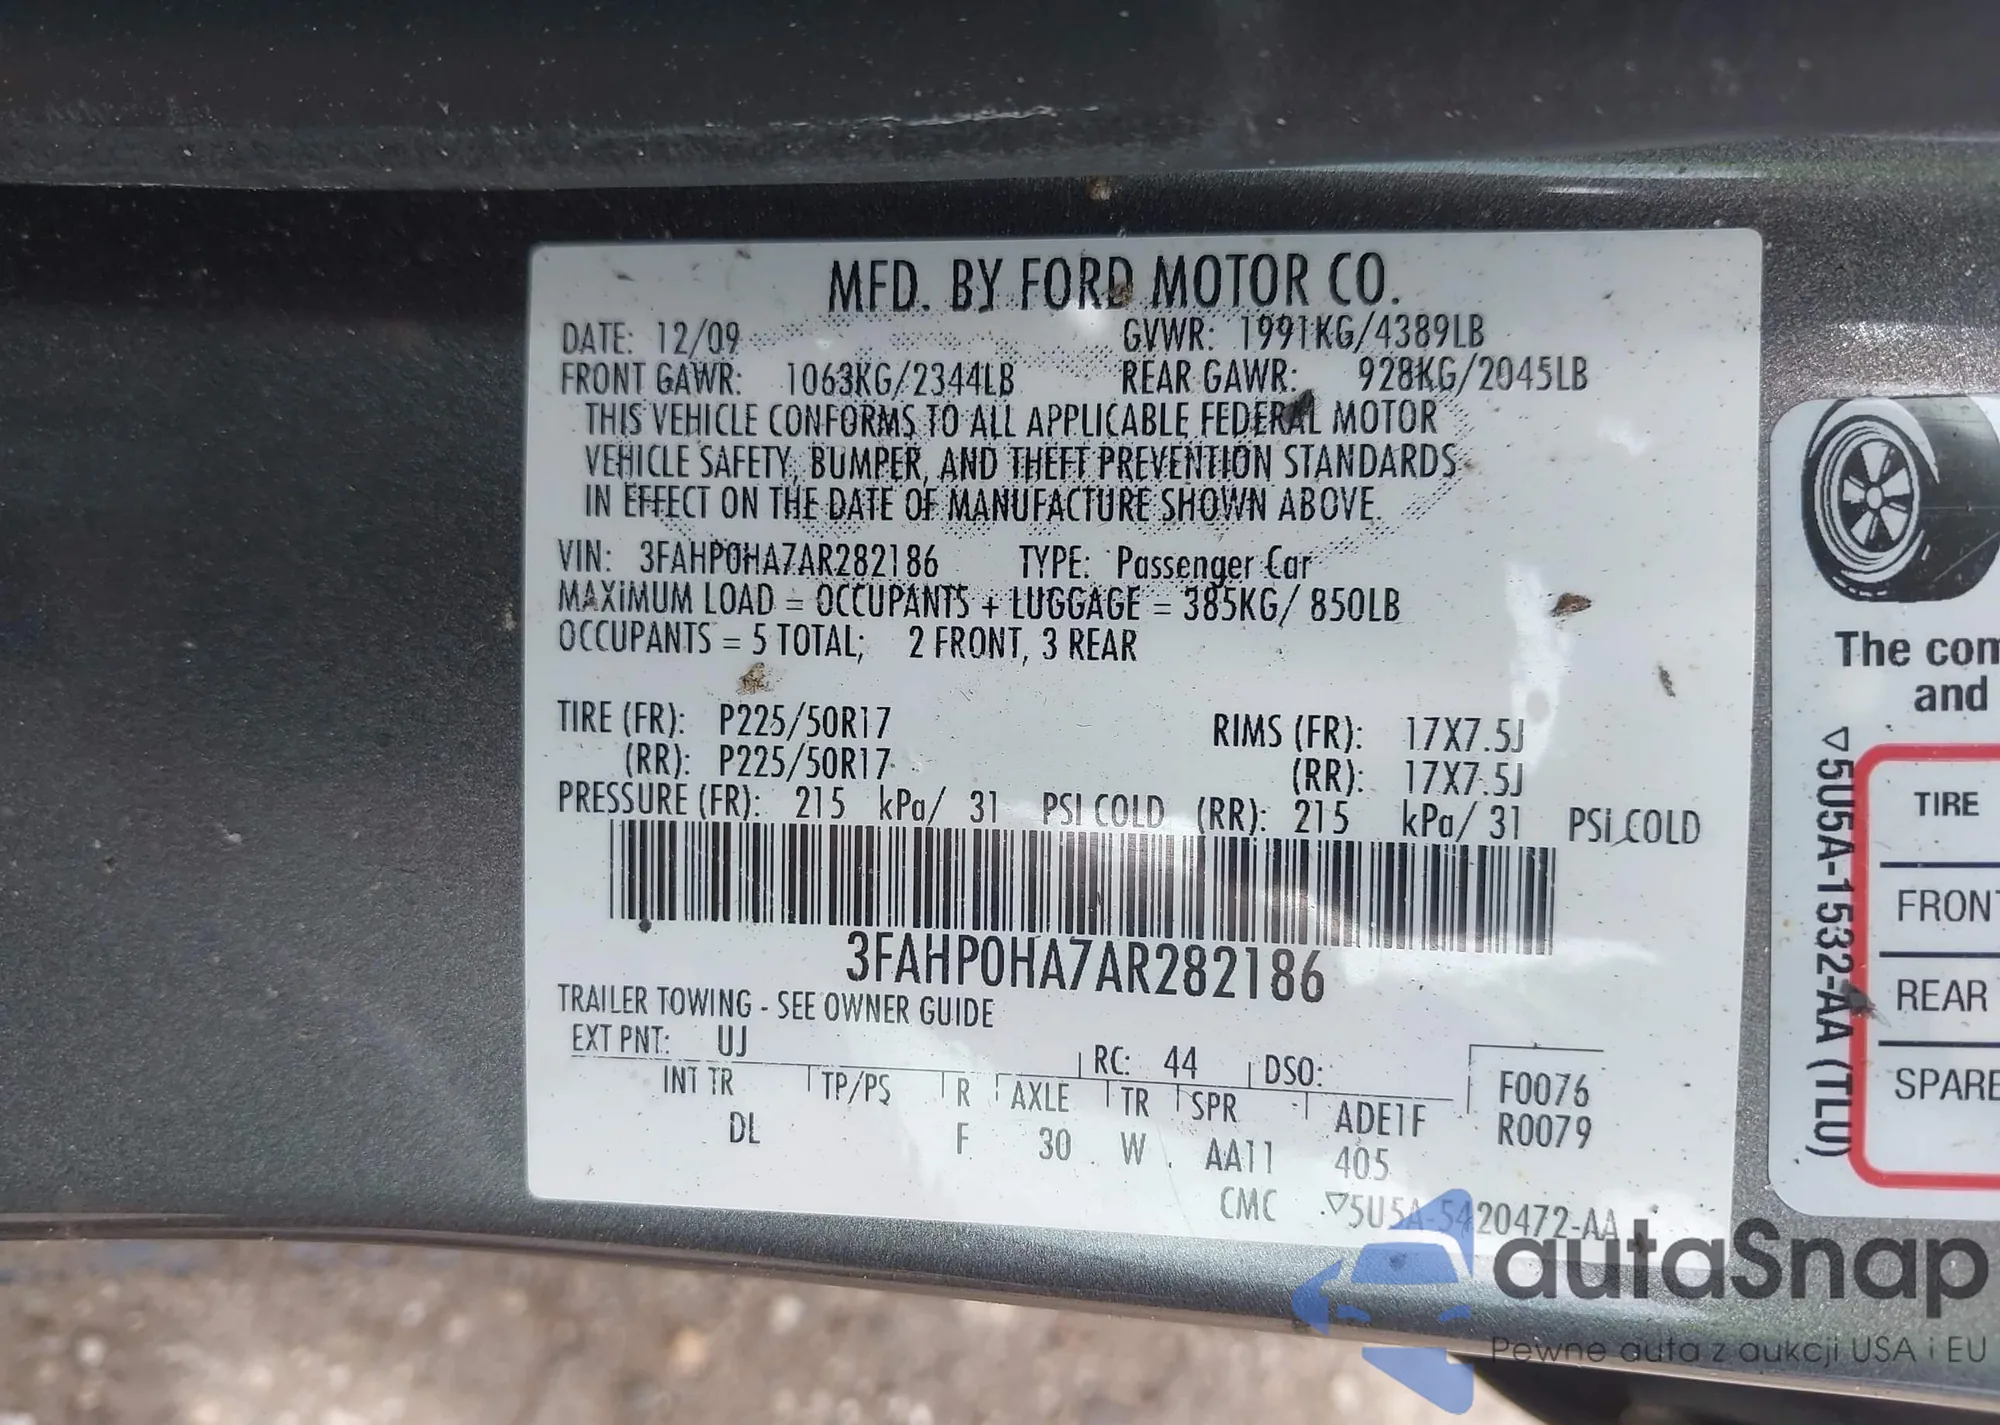 MFD. BY FORD MOTOR CO.
DATE: 12/09 GVWR: 1991KG/4389LB
FRONT GAWR: 1063KG/2344LB REAR GAWR: 928KG/2045LB
THIS VEHICLE CONFORMS TO ALL APPLICABLE FEDERAL MOTOR
VEHICLE SAFETY, BUMPER, AND THEFT PREVENTION STANDARDS
IN EFFECT ON THE DATE OF MANUFACTURE SHOWN ABOVE.
VIN: 3FAHP0HA7AR282186 TYPE: Passenger Car
MAXIMUM LOAD = OCCUPANTS + LUGGAGE = 385KG/ 850LB
OCCUPANTS = 5 TOTAL; 2 FRONT, 3 REAR
TIRE (FR): P225/50R17 RIMS (FR): 17X7.5J
(RR): P225/50R17 (RR): 17X7.5J
PRESSURE (FR): 215 kPa/ 31 PSI COLD (RR): 215 kPa/ 31 PSI COLD
3FAHP0HA7AR282186
TRAILER TOWING - SEE OWNER GUIDE
EXT PNT: UJ RC: 44 DSO:
INT TR TP/PS R AXLE TR SPR ADE1F F0076
DL F 30 W AA11 405 R0079
CMC ▽5U5A-5420472-AA
The com
and
▽5U5A-1532-AA (TLU)
TIRE
FRONT
REAR
SPARE
autaSnap
Pewne auta z aukcji USA i EU